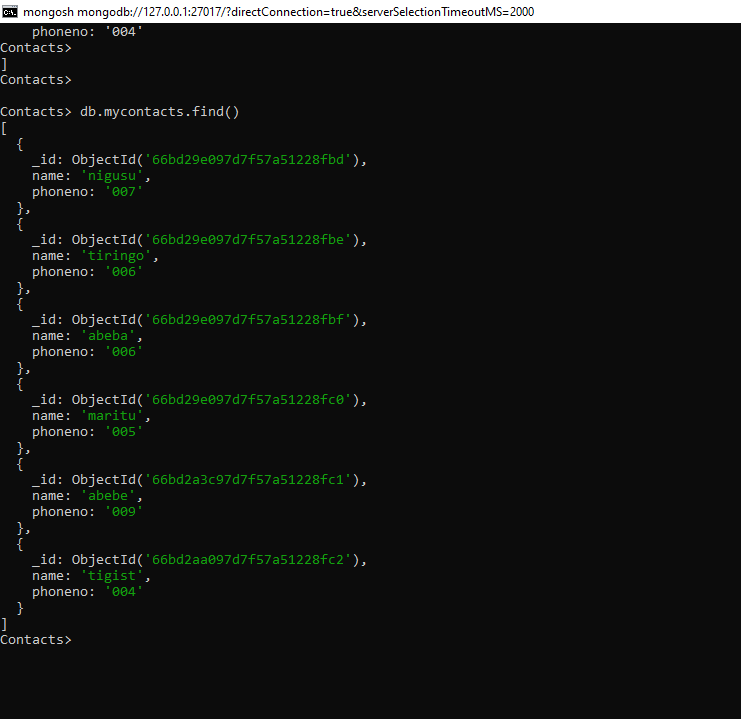 mongosh mongodb://127.0.0.1:27017/?directConnection=true&serverSelectionTimeoutMS=2000
    phoneno: '004'
Contacts>
]
Contacts>
Contacts> db.mycontacts.find()
[
  {
    _id: ObjectId('66bd29e097d7f57a51228fbd'),
    name: 'nigusu',
    phoneno: '007'
  },
  {
    _id: ObjectId('66bd29e097d7f57a51228fbe'),
    name: 'tiringo',
    phoneno: '006'
  },
  {
    _id: ObjectId('66bd29e097d7f57a51228fbf'),
    name: 'abeba',
    phoneno: '006'
  },
  {
    _id: ObjectId('66bd29e097d7f57a51228fc0'),
    name: 'maritu',
    phoneno: '005'
  },
  {
    _id: ObjectId('66bd2a3c97d7f57a51228fc1'),
    name: 'abebe',
    phoneno: '009'
  },
  {
    _id: ObjectId('66bd2aa097d7f57a51228fc2'),
    name: 'tigist',
    phoneno: '004'
  }
]
Contacts>